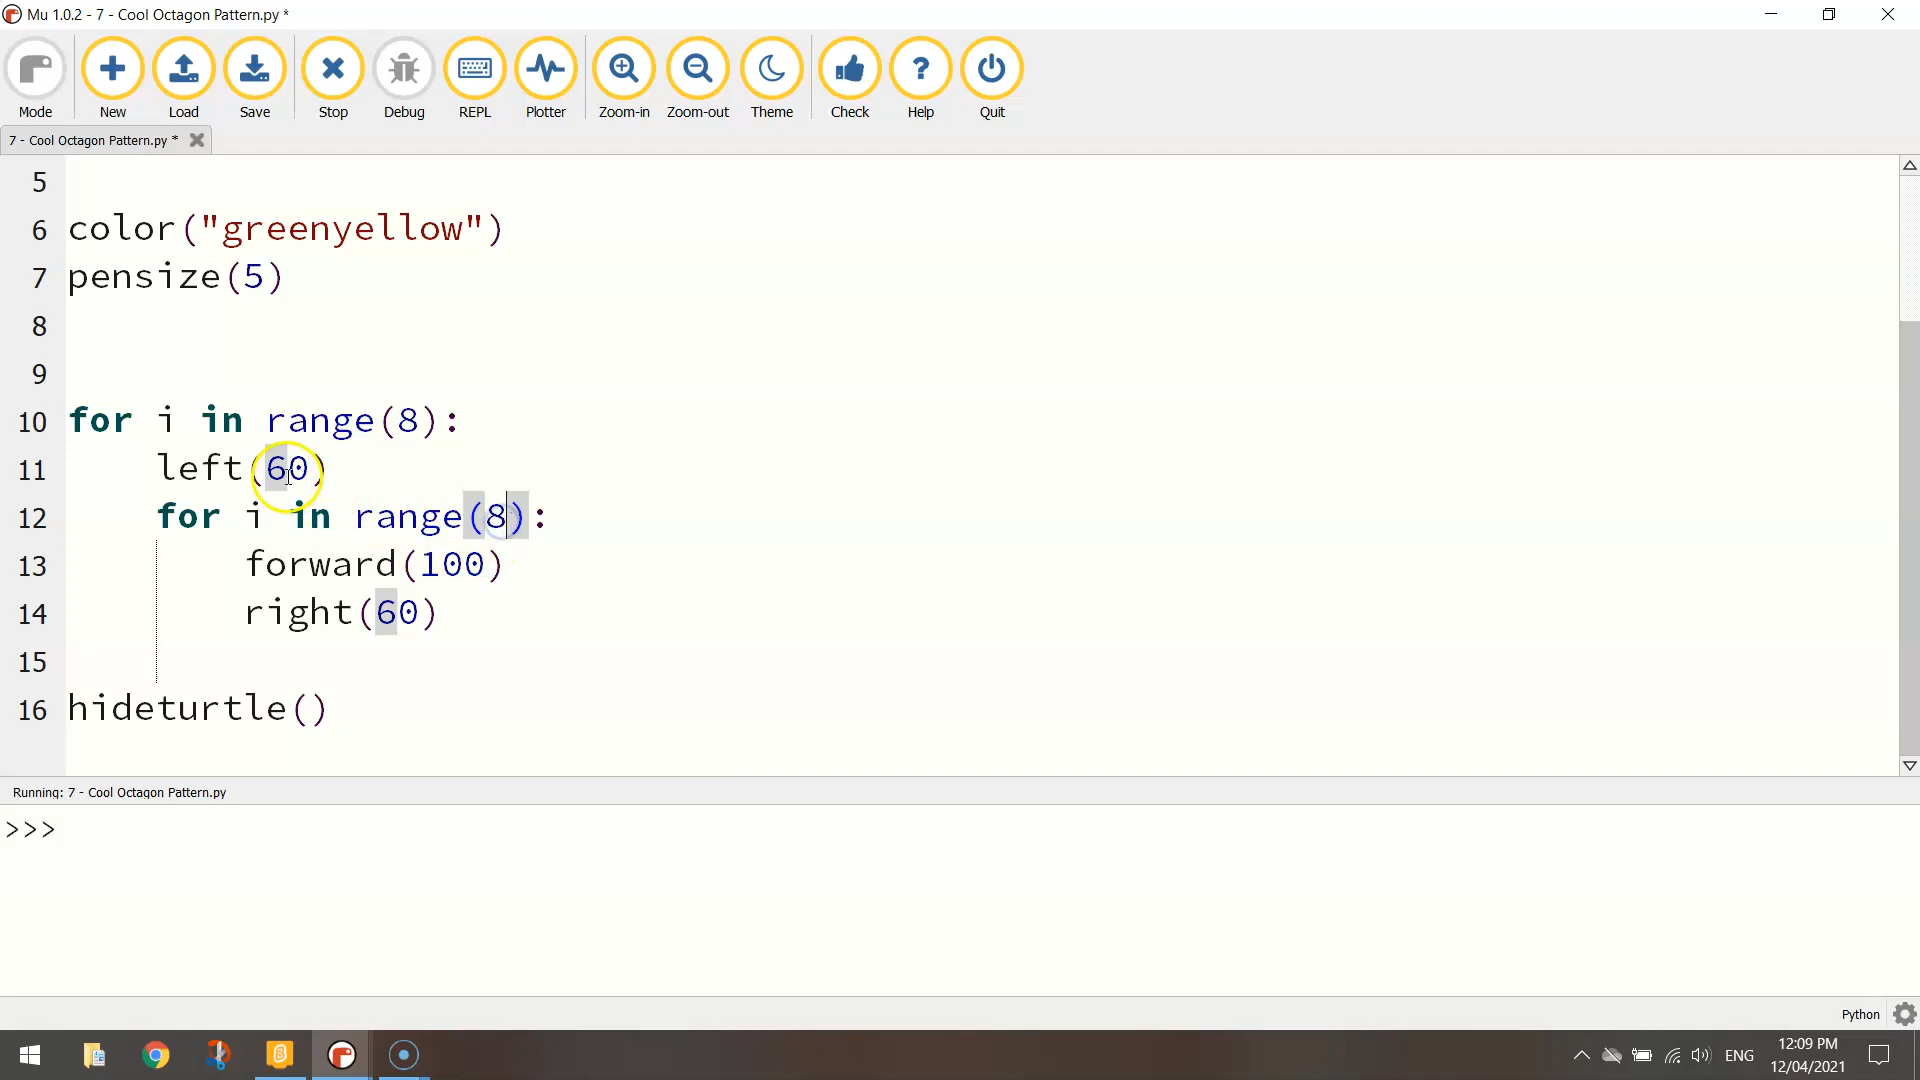 Mu 1.0.2 - 7 - Cool Octagon Pattern.py *
Mode New Load Save Stop Debug REPL Plotter Zoom-in Zoom-out Theme Check Help Quit
7 - Cool Octagon Pattern.py *
5
6 color("greenyellow")
7 pensize(5)
8
9
10 for i in range(8):
11 left(60)
12 for i in range(8):
13 forward(100)
14 right(60)
15
16 hideturtle()
Running: 7 - Cool Octagon Pattern.py
>>>
Python
ENG
12:09 PM
12/04/2021